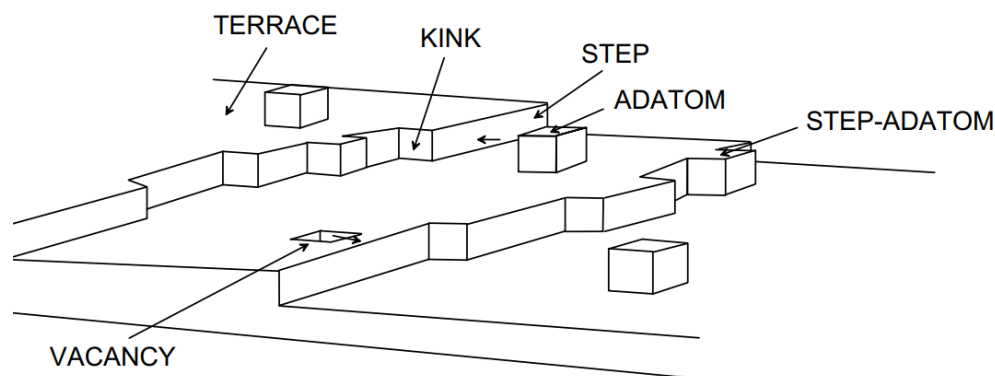 TERRACE
KINK
STEP
ADATOM
STEP-ADATOM
VACANCY